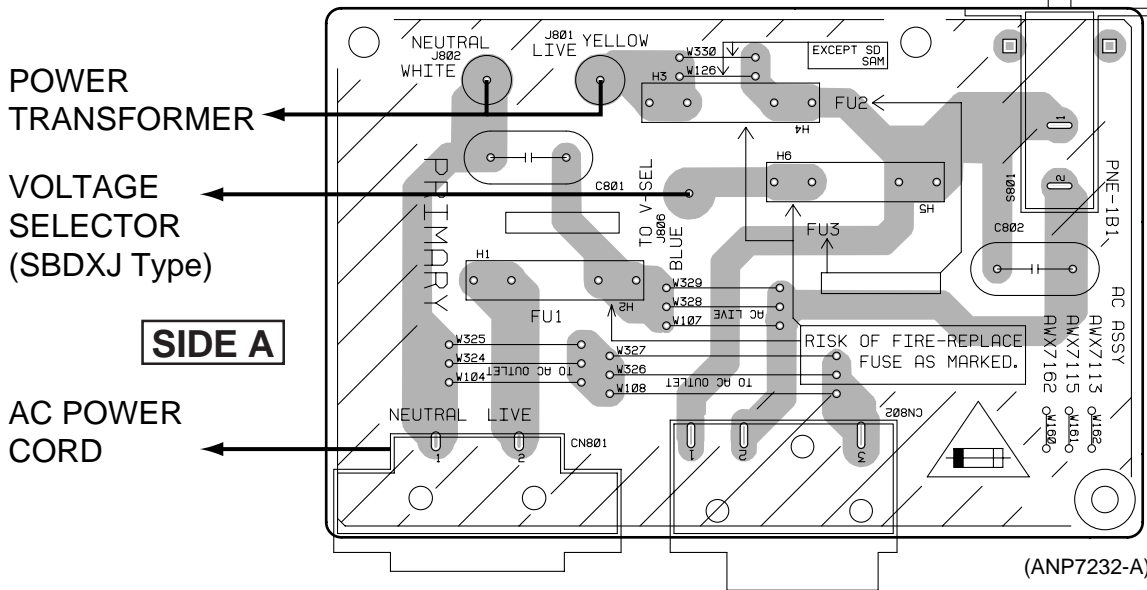 POWER
TRANSFORMER
VOLTAGE
SELECTOR
(SBDXJ Type)
SIDE A
AC POWER
CORD
NEUTRAL
J802
WHITE
J801
LIVE
YELLOW
W330
W126
EXCEPT SD
SAM
H3
FU2
H4
H6
H5
C801
TO V-SEL
J806
BLUE
FU3
PRIMARY
H1
H2
FU1
W329
W328
AC LIVE
W107
W325
W324
TO AC OUTLET
W104
W327
W326
TO AC OUTLET
W108
RISK OF FIRE-REPLACE
FUSE AS MARKED.
NEUTRAL LIVE
CN801
1
2
CN802
1
2
3
S801
1
2
C802
PNE-1B1
AC ASSY
AWX7113
AWX7115
AWX7162
W160
W161
W162
(ANP7232-A)